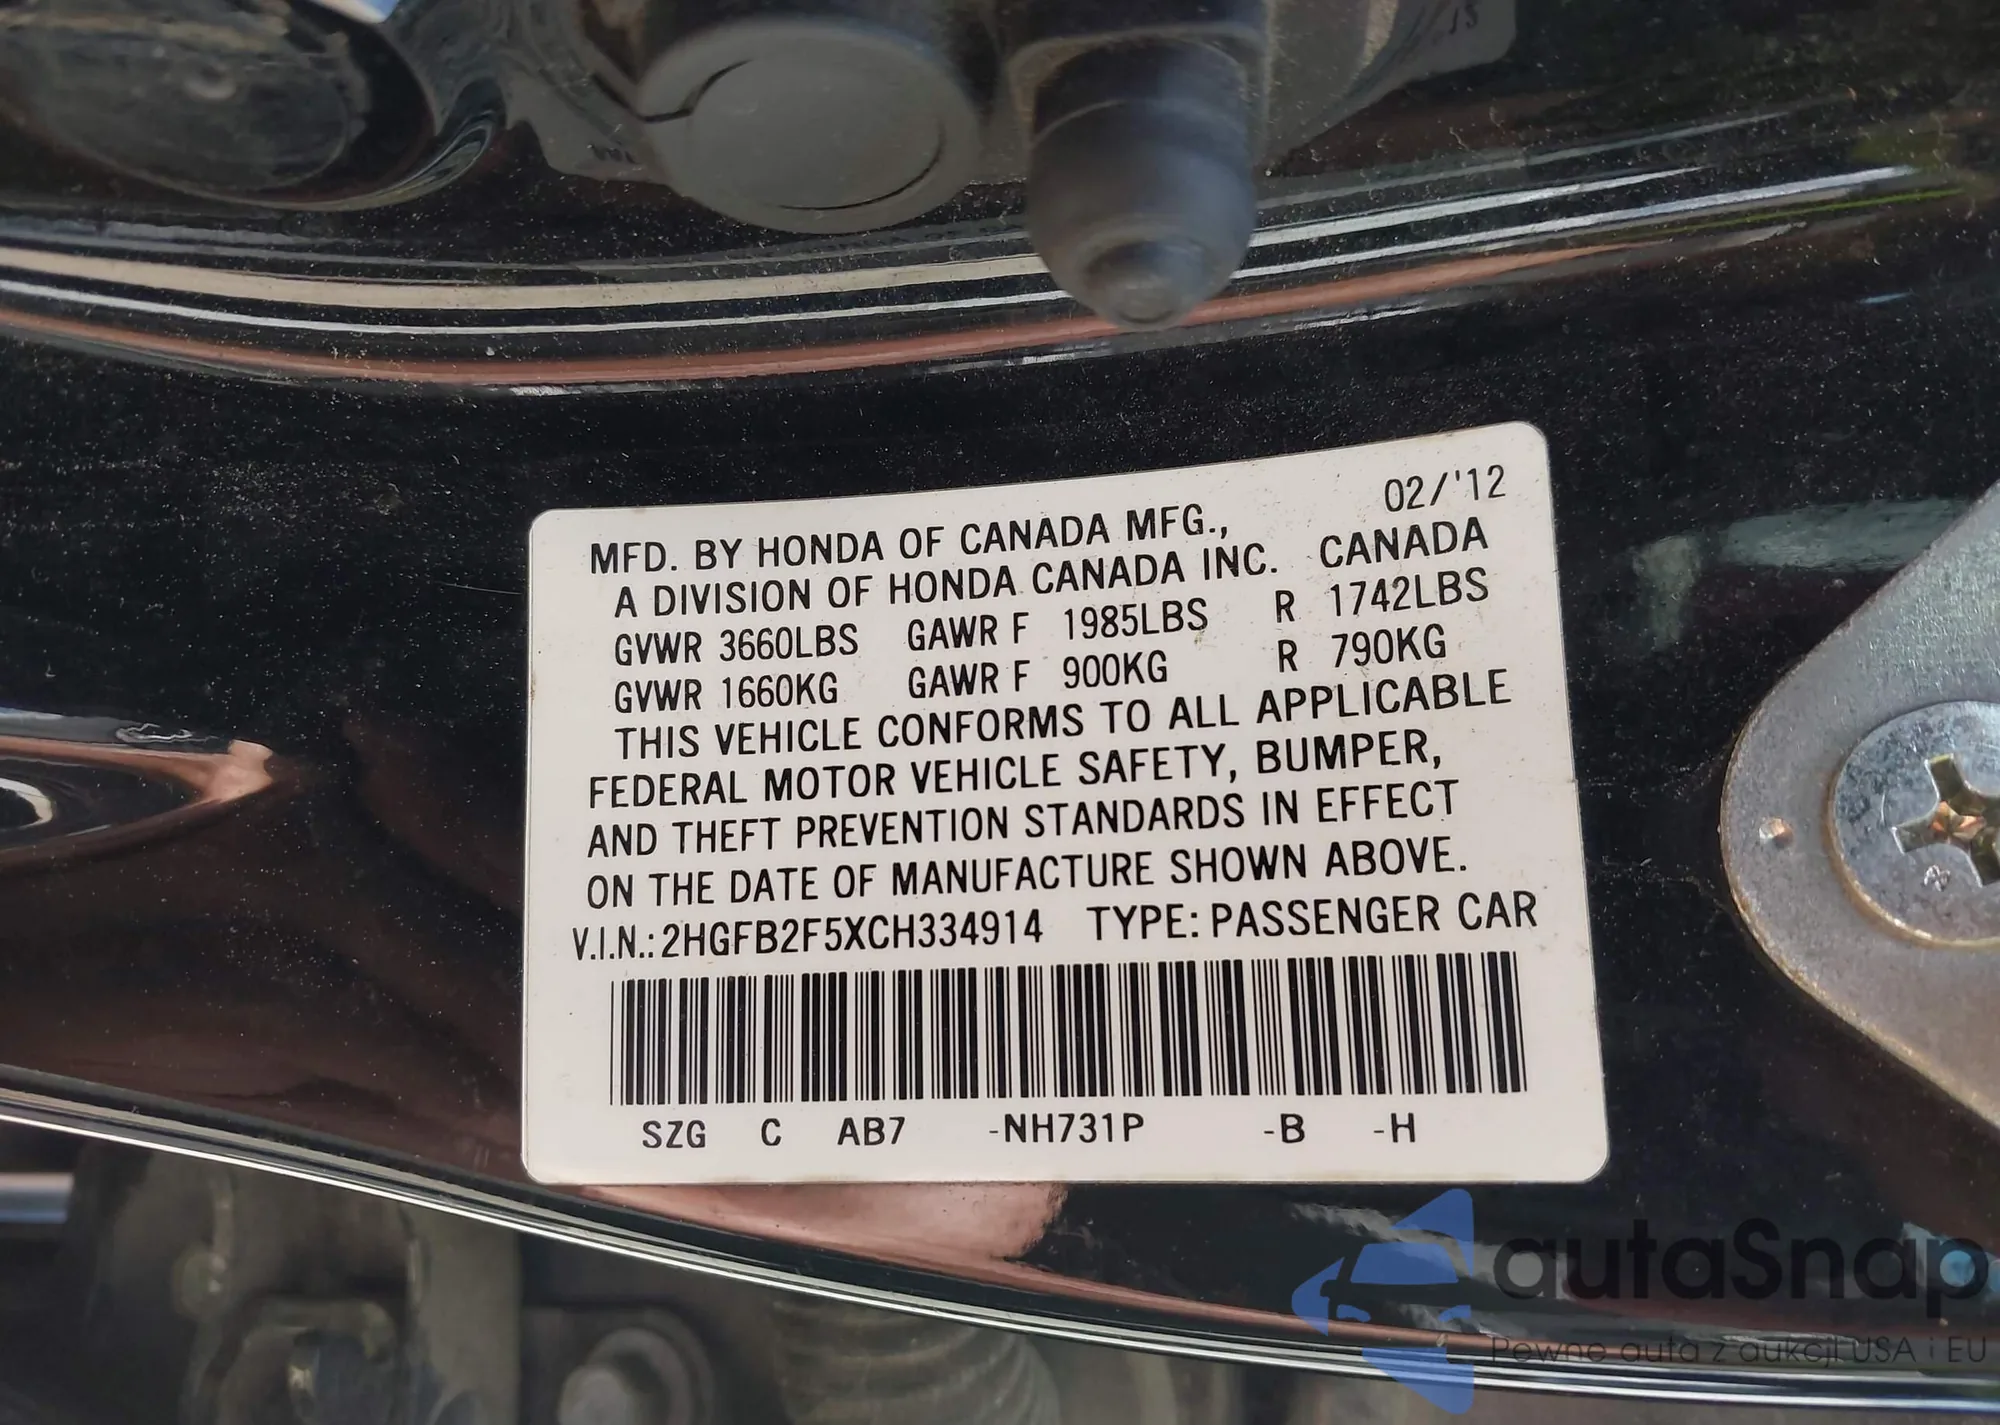 02/'12
MFD. BY HONDA OF CANADA MFG.,
A DIVISION OF HONDA CANADA INC. CANADA
GVWR 3660LBS GAWR F 1985LBS R 1742LBS
GVWR 1660KG GAWR F 900KG R 790KG
THIS VEHICLE CONFORMS TO ALL APPLICABLE
FEDERAL MOTOR VEHICLE SAFETY, BUMPER,
AND THEFT PREVENTION STANDARDS IN EFFECT
ON THE DATE OF MANUFACTURE SHOWN ABOVE.
V.I.N.: 2HGFB2F5XCH334914 TYPE: PASSENGER CAR
SZG C AB7 -NH731P -B -H
autaSnap
Pewne auta z aukcji USA i EU